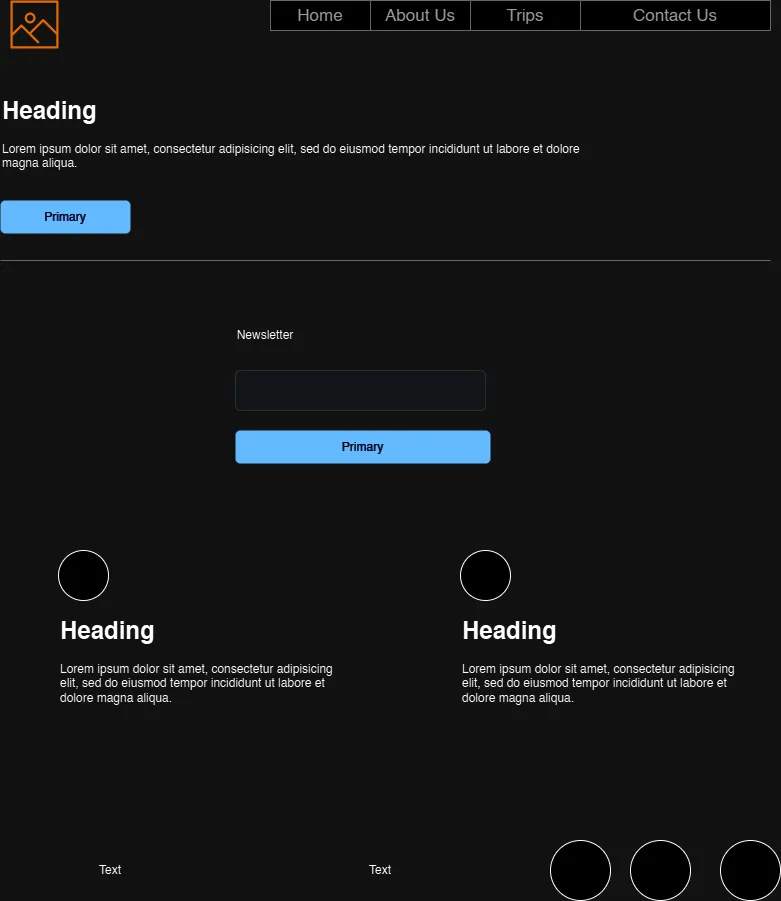 Home
About Us
Trips
Contact Us
Heading
Lorem ipsum dolor sit amet, consectetur adipisicing elit, sed do eiusmod tempor incididunt ut labore et dolore
magna aliqua.
Primary
Newsletter
Primary
Heading
Lorem ipsum dolor sit amet, consectetur adipisicing
elit, sed do eiusmod tempor incididunt ut labore et
dolore magna aliqua.
Heading
Lorem ipsum dolor sit amet, consectetur adipisicing
elit, sed do eiusmod tempor incididunt ut labore et
dolore magna aliqua.
Text
Text